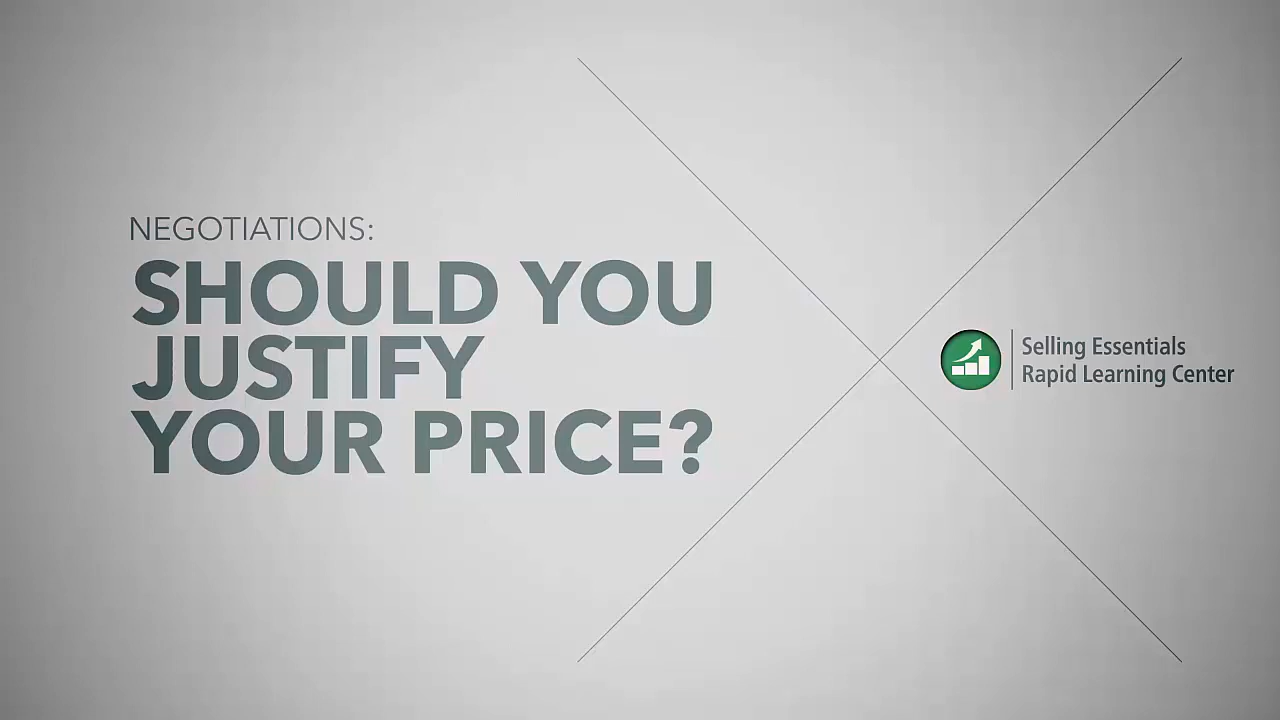 NEGOTIATIONS:
SHOULD YOU
JUSTIFY
YOUR PRICE?
Selling Essentials
Rapid Learning Center